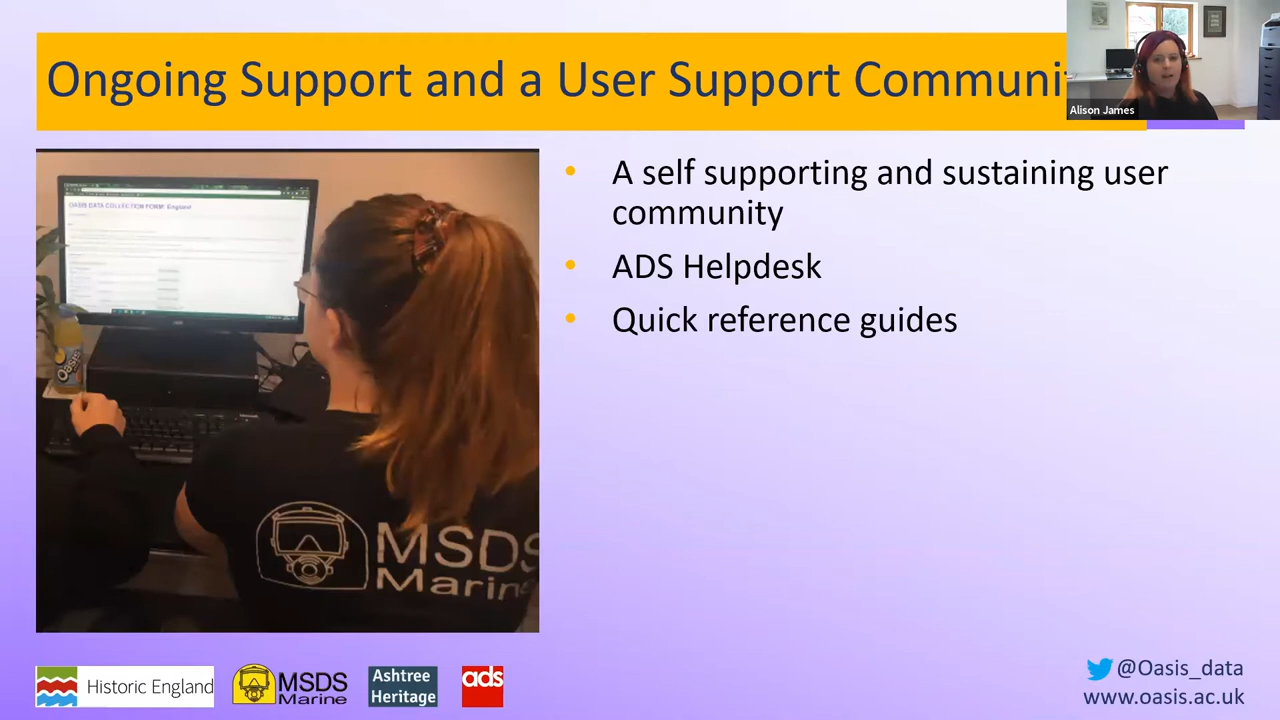 Ongoing Support and a User Support Communi
Alison James
A self supporting and sustaining user
community
ADS Helpdesk
Quick reference guides
OASIS DATA COLLECTION FORM: England
Oasis
MSDS
Marine
Historic England
MSDS
Marine
Ashtree
Heritage
ads
@Oasis_data
www.oasis.ac.uk